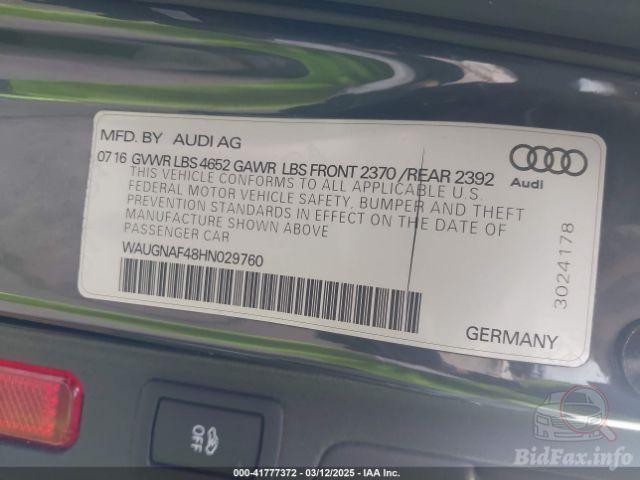 MFD. BY AUDI AG
07 16 GVWR LBS 4652 GAWR LBS FRONT 2370 /REAR 2392
THIS VEHICLE CONFORMS TO ALL APPLICABLE U.S.
FEDERAL MOTOR VEHICLE SAFETY, BUMPER AND THEFT
PREVENTION STANDARDS IN EFFECT ON THE DATE OF
MANUFACTURE SHOWN ABOVE
PASSENGER CAR
WAUGNAF48HN029760
Audi
3024178
GERMANY
OFF
BidFax.info
000-41777372 - 03/12/2025 - IAA Inc.